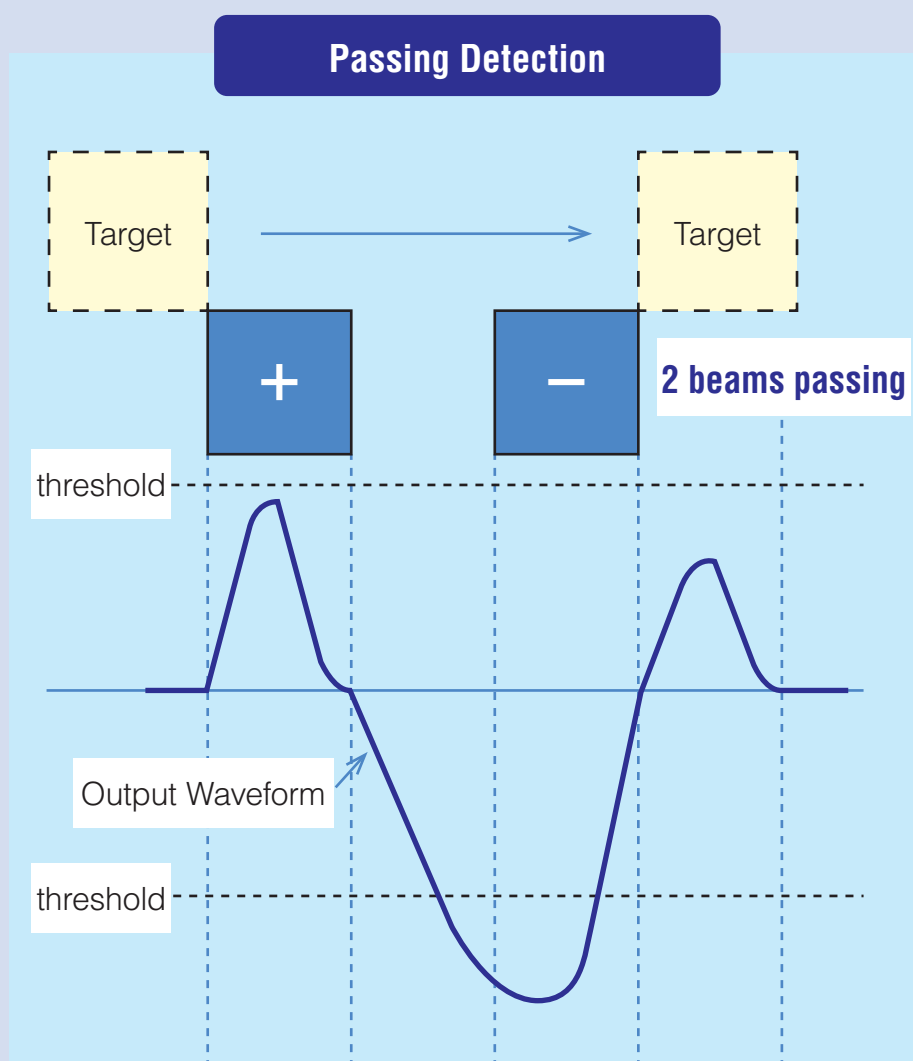 Passing Detection
Target
Target
+
−
2 beams passing
threshold
Output Waveform
threshold